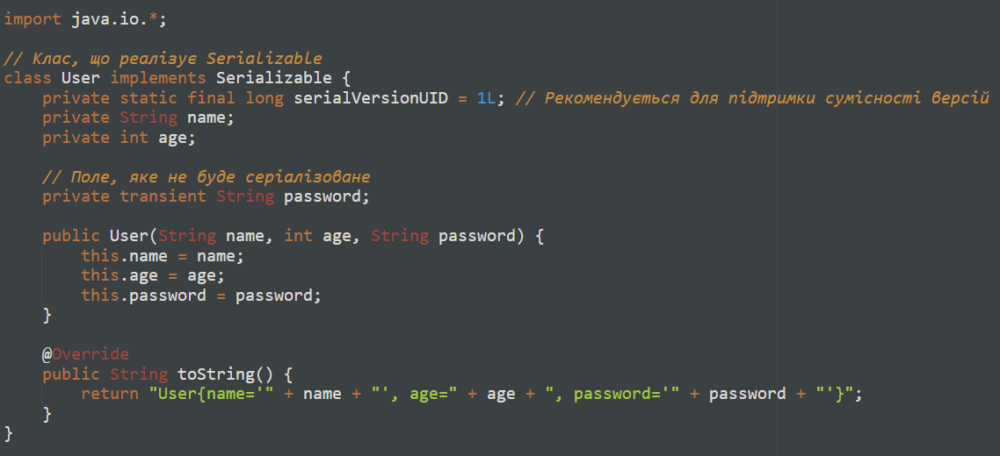 import java.io.*;
// Клас, що реалізує Serializable
class User implements Serializable {
private static final long serialVersionUID = 1L; // Рекомендується для підтримки сумісності версій
private String name;
private int age;
// Поле, яке не буде серіалізоване
private transient String password;
public User(String name, int age, String password) {
this.name = name;
this.age = age;
this.password = password;
}
@Override
public String toString() {
return "User{name='" + name + "', age=" + age + ", password='" + password + "'}";
}
}